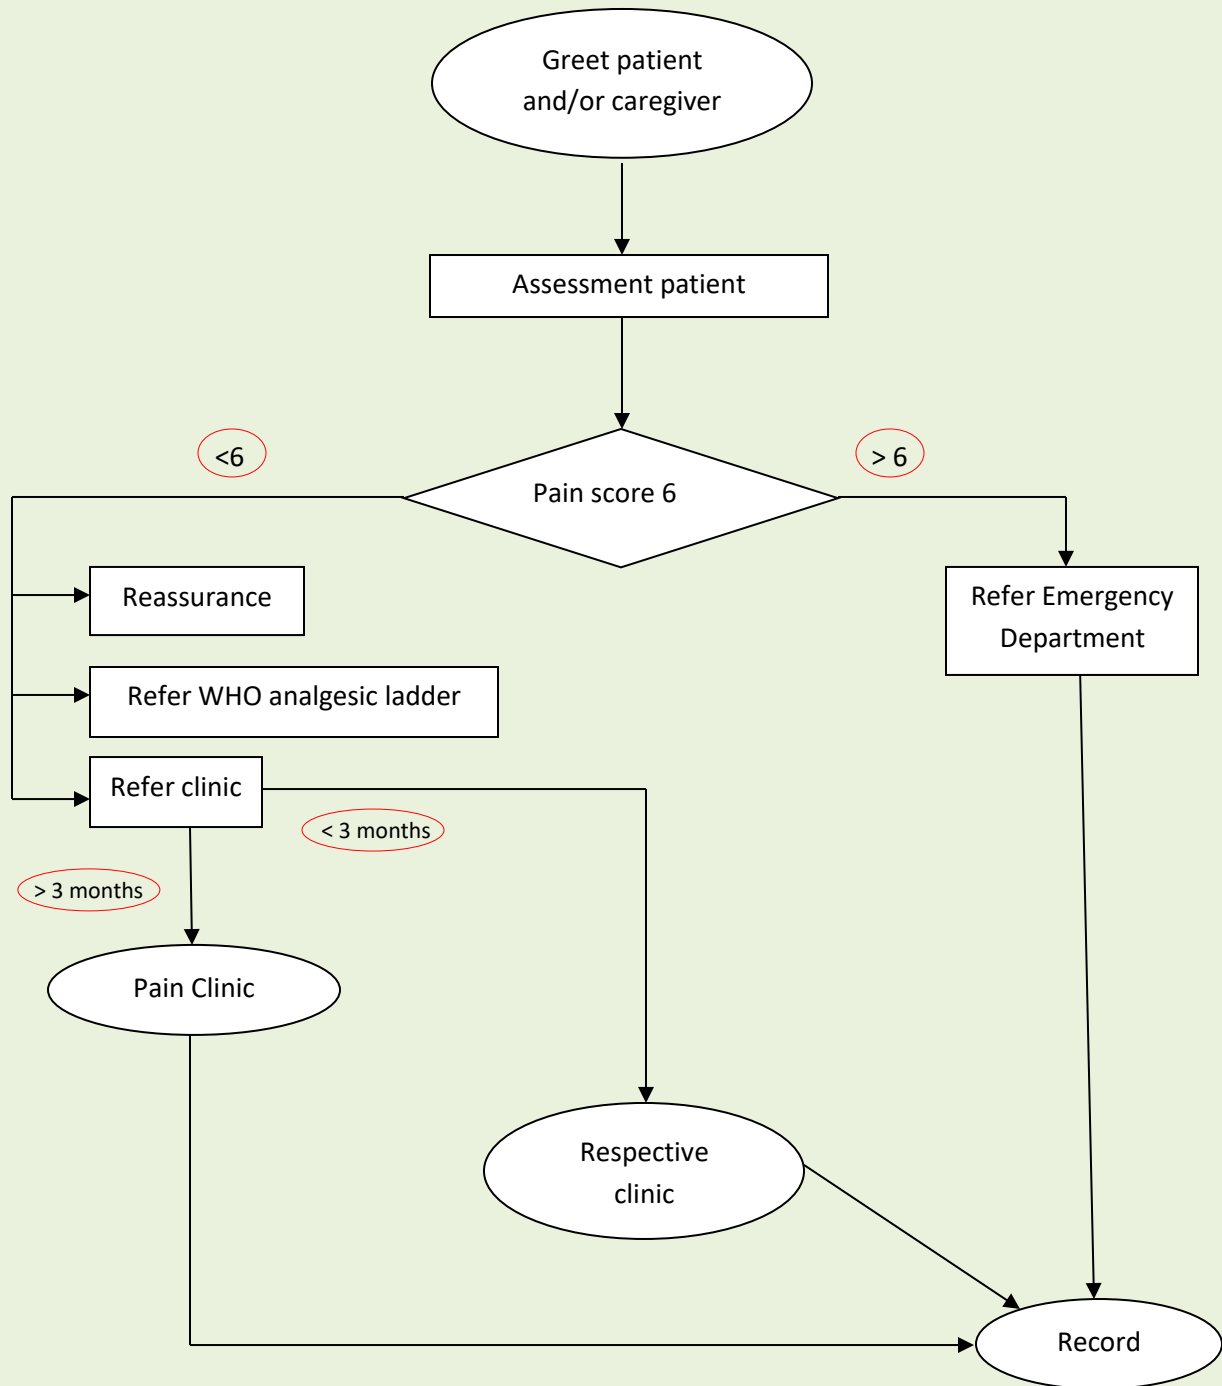 Greet patient
and/or caregiver
Assessment patient
<6
> 6
Pain score 6
Reassurance
Refer Emergency
Department
Refer WHO analgesic ladder
Refer clinic
< 3 months
> 3 months
Pain Clinic
Respective
clinic
Record